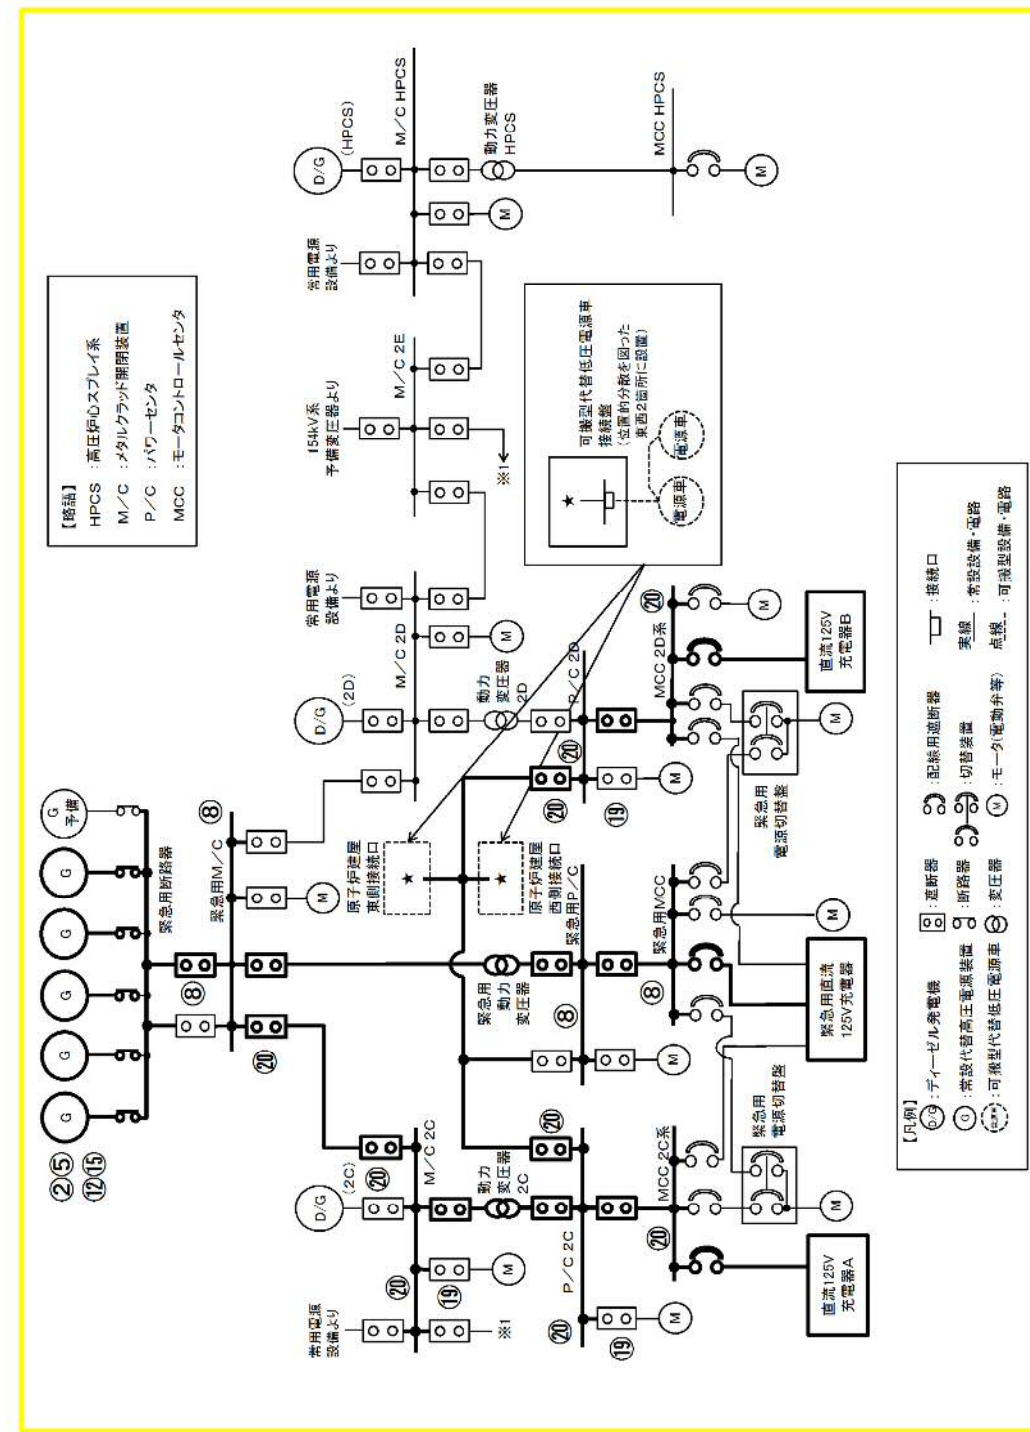 【略語】
HPCS :高圧炉心スプレイ系
M/C :メタルクラッド開閉装置
P/C :パワーセンタ
MCC :モータコントロールセンタ
G
予備
G
G
G
G
G
②⑤
⑫⑮
緊急用断路器
⑧
緊急用M/C
⑧
⑳
M
D/G
(HPCS)
M/C HPCS
動力変圧器
HPCS
M
MCC HPCS
M
常用電源
設備より
154kV系
予備変圧器より
M/C 2E
※1
常用電源
設備より
D/G
(2D)
M/C 2D
M
動力
変圧器
2D
P/C 2D
⑳
⑳
⑲
M
MCC 2D系
⑳
M
直流125V
充電器B
M
緊急用
電源切替盤
可搬型代替低圧電源車
接続盤
(位置的分散を図った
東西2箇所に設置)
★
電源車
電源車
原子炉建屋
東側接続口
★
原子炉建屋
西側接続口
★
緊急用
動力
変圧器
緊急用P/C
⑧
M
緊急用MCC
⑧
M
緊急用直流
125V充電器
D/G
(2C)
⑳
M/C 2C
⑳
⑲
M
常用電源
設備より
※1
動力
変圧器
2C
⑳
P/C 2C
⑳
⑲
M
MCC 2C系
⑳
M
緊急用
電源切替盤
直流125V
充電器A
【凡例】
D/G :ディーゼル発電機
G :常設代替高圧電源装置
電源車 :可搬型代替低圧電源車
:遮断器
:断路器
:変圧器
:配線用遮断器
:切替装置
M :モータ(電動弁等)
:接続口
実線 :常設設備・電路
点線 :可搬型設備・電路